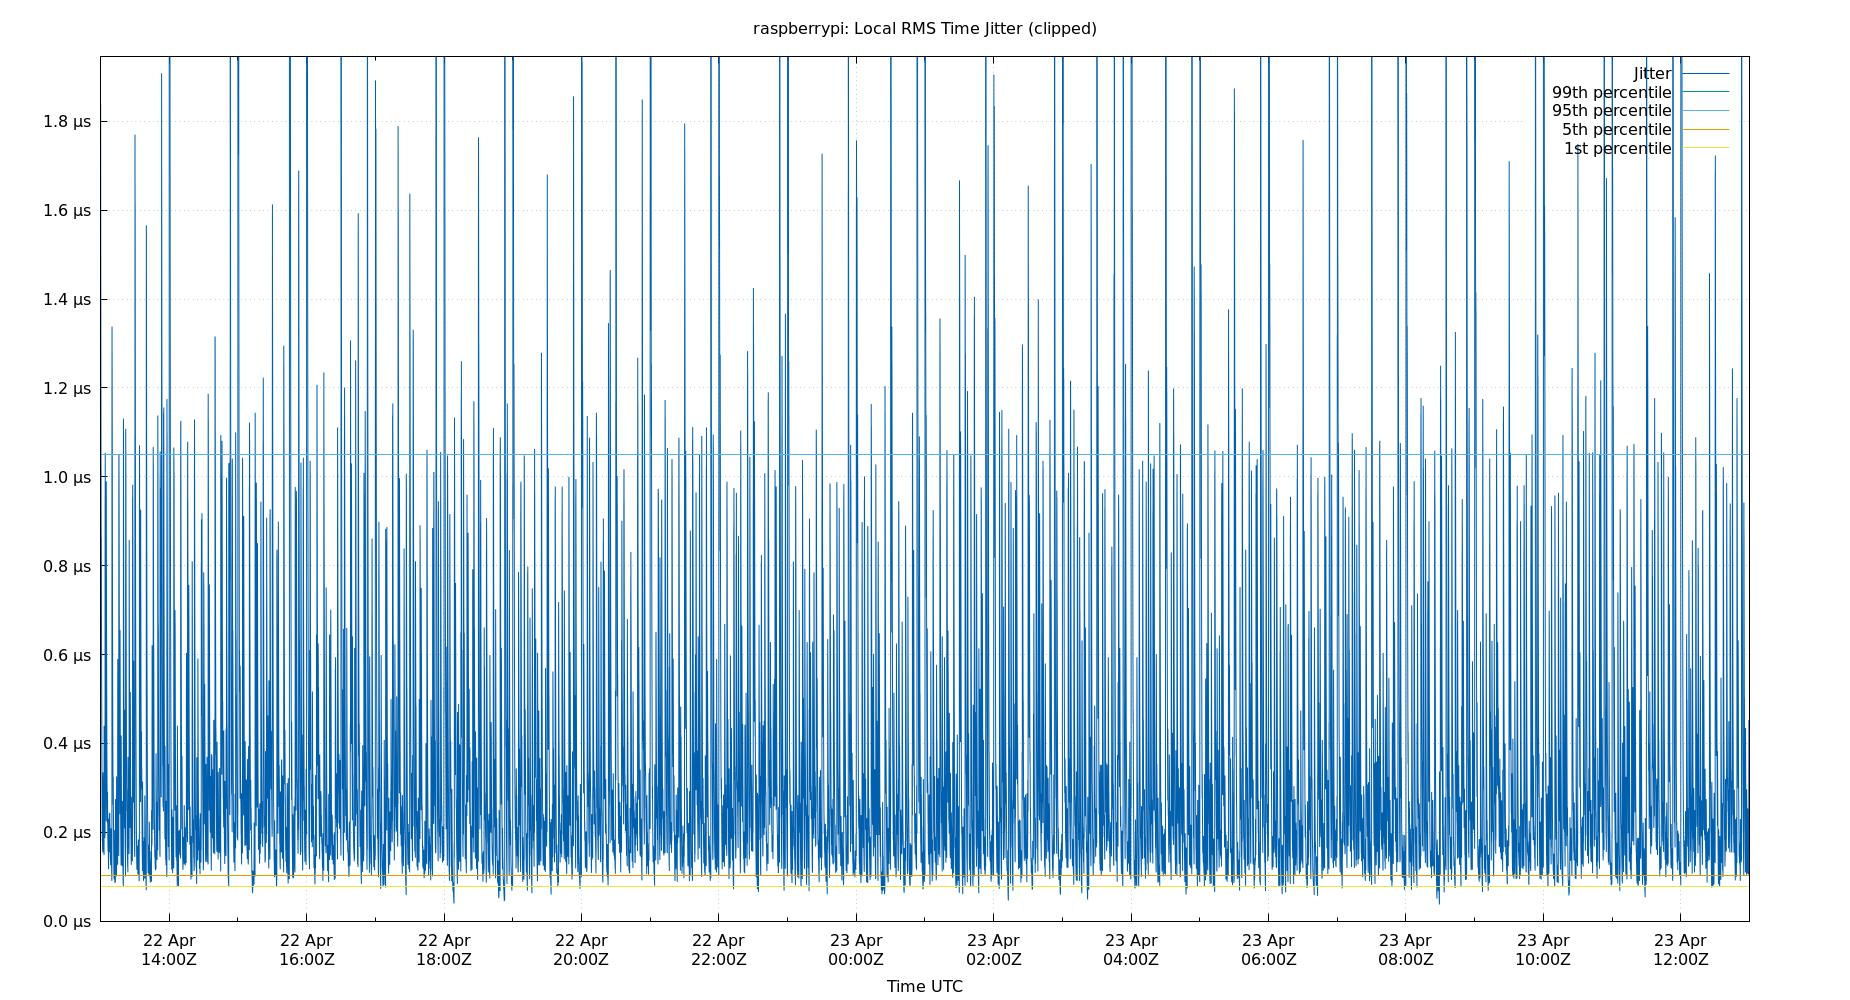 raspberrypi: Local RMS Time Jitter (clipped)
Jitter
99th percentile
95th percentile
5th percentile
1st percentile
1.8 µs
1.6 µs
1.4 µs
1.2 µs
1.0 µs
0.8 µs
0.6 µs
0.4 µs
0.2 µs
0.0 µs
22 Apr 22 Apr 22 Apr 22 Apr 22 Apr 23 Apr 23 Apr 23 Apr 23 Apr 23 Apr 23 Apr 23 Apr
14:00Z 16:00Z 18:00Z 20:00Z 22:00Z 00:00Z 02:00Z 04:00Z 06:00Z 08:00Z 10:00Z 12:00Z
Time UTC